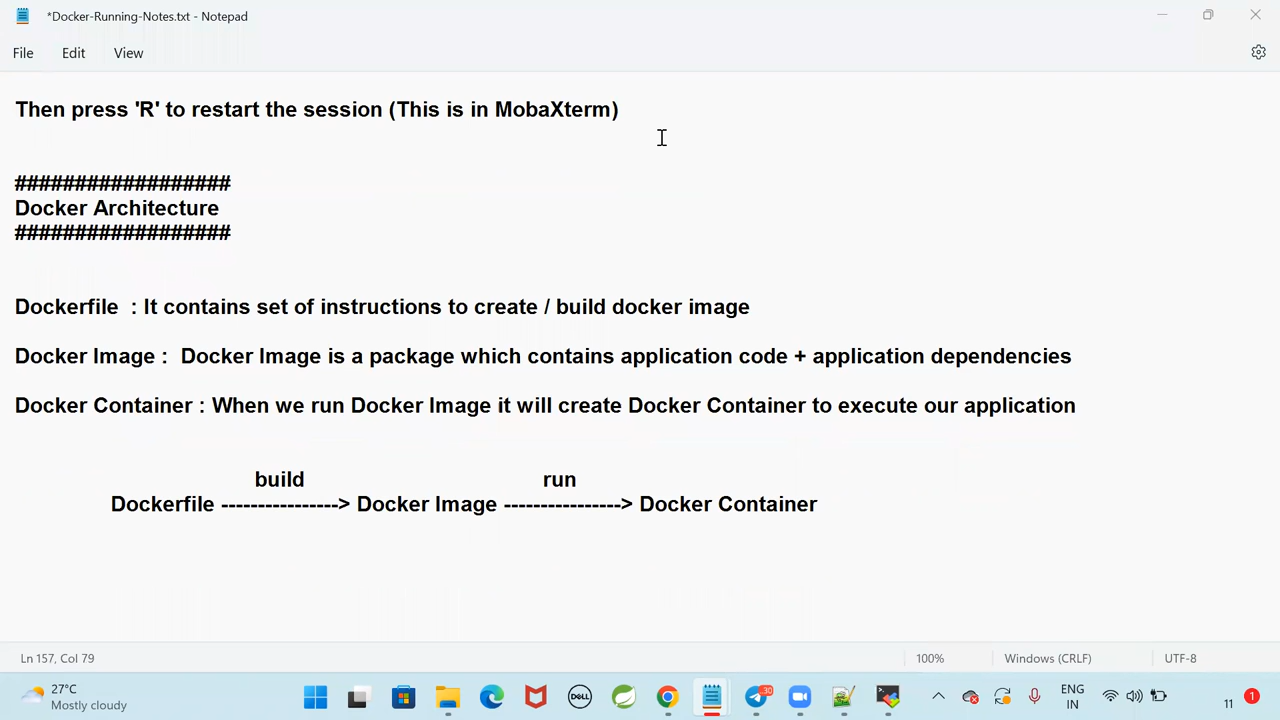 *Docker-Running-Notes.txt - Notepad
File Edit View
Then press 'R' to restart the session (This is in MobaXterm)
##################
Docker Architecture
##################
Dockerfile : It contains set of instructions to create / build docker image
Docker Image : Docker Image is a package which contains application code + application dependencies
Docker Container : When we run Docker Image it will create Docker Container to execute our application
build run
Dockerfile ----------------> Docker Image ----------------> Docker Container
Ln 157, Col 79 100% Windows (CRLF) UTF-8
27°C
Mostly cloudy
DELL
30
ENG
IN
11
1